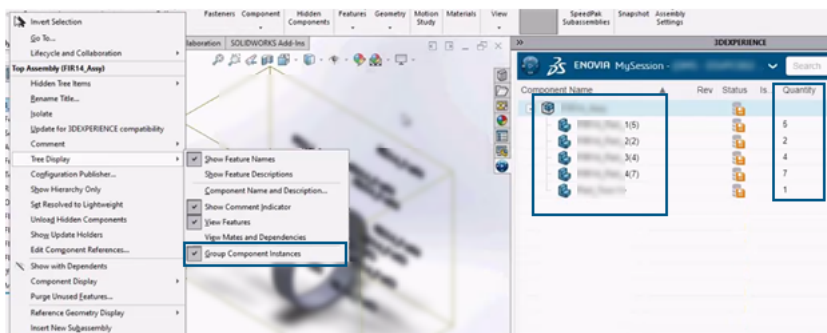 Fasteners Component Hidden Components Features Geometry Motion Study Materials View SpeedPak Subassemblies Snapshot Assembly Settings
Invert Selection
Go To...
Lifecycle and Collaboration
Top Assembly (FIR14_Assy)
Hidden Tree Items
Rename Title...
Isolate
Update for 3DEXPERIENCE compatibility
Comment
Tree Display
Configuration Publisher...
Show Hierarchy Only
Set Resolved to Lightweight
Unload Hidden Components
Show Update Holders
Edit Component References...
Show with Dependents
Component Display
Purge Unused Features...
Reference Geometry Display
Insert New Subassembly
laboration SOLIDWORKS Add-Ins
Show Feature Names
Show Feature Descriptions
Component Name and Description...
Show Comment Indicator
View Features
View Mates and Dependencies
Group Component Instances
3DEXPERIENCE
ENOVIA MySession -
Search
Component Name Rev Status Is.. Quantity
1(5) 5
2(2) 2
3(4) 4
4(7) 7
1